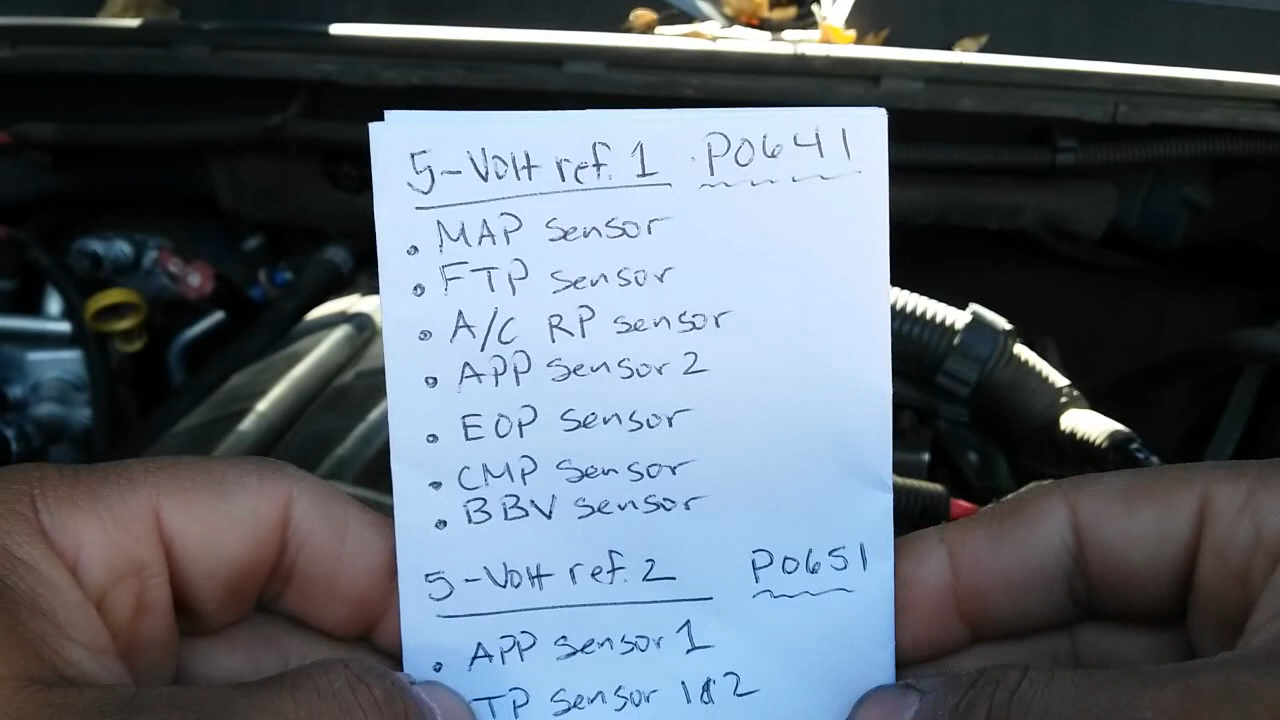 5-Volt ref. 1 P0641
• MAP sensor
• FTP sensor
• A/C RP sensor
• APP sensor 2
• EOP sensor
• CMP sensor
• BBV sensor
5-Volt ref. 2 P0651
• APP sensor 1
TP sensor 1&2